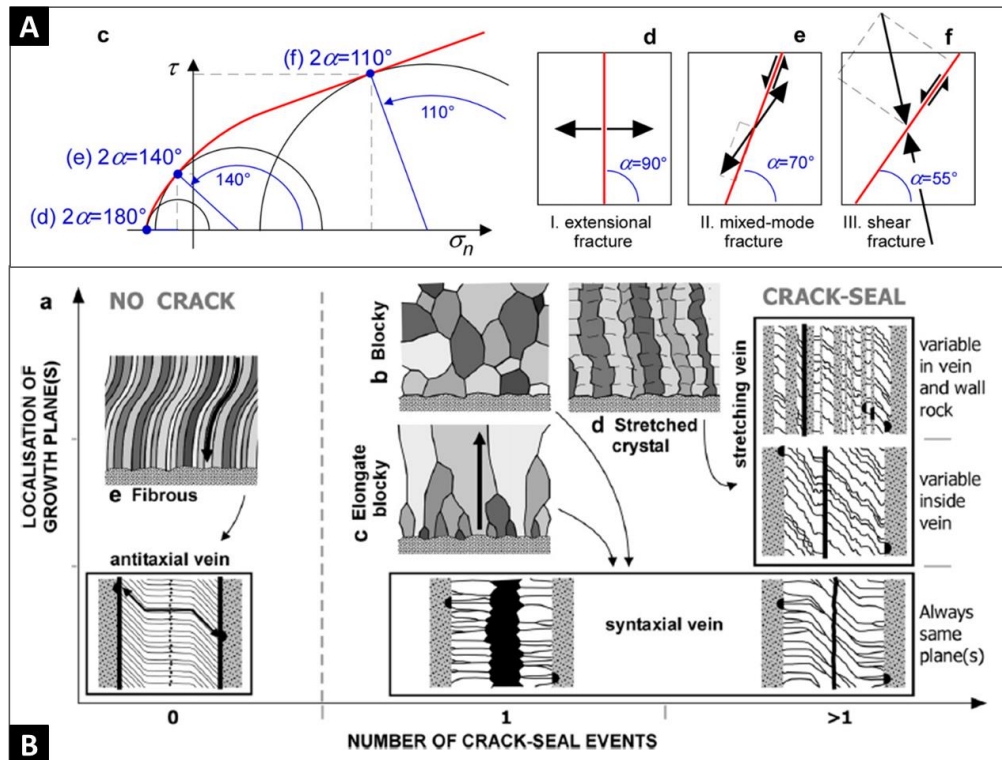 A
c
τ
(f) 2α=110°
110°
(e) 2α=140°
140°
(d) 2α=180°
σn
d
e
f
α=90°
α=70°
α=55°
I. extensional
fracture
II. mixed-mode
fracture
III. shear
fracture
a
NO CRACK
CRACK-SEAL
LOCALISATION OF
GROWTH PLANE(S)
e Fibrous
antitaxial vein
b Blocky
c Elongate
blocky
d Stretched
crystal
stretching vein
variable
in vein
and wall
rock
variable
inside
vein
syntaxial vein
Always
same
plane(s)
0
1
>1
NUMBER OF CRACK-SEAL EVENTS
B